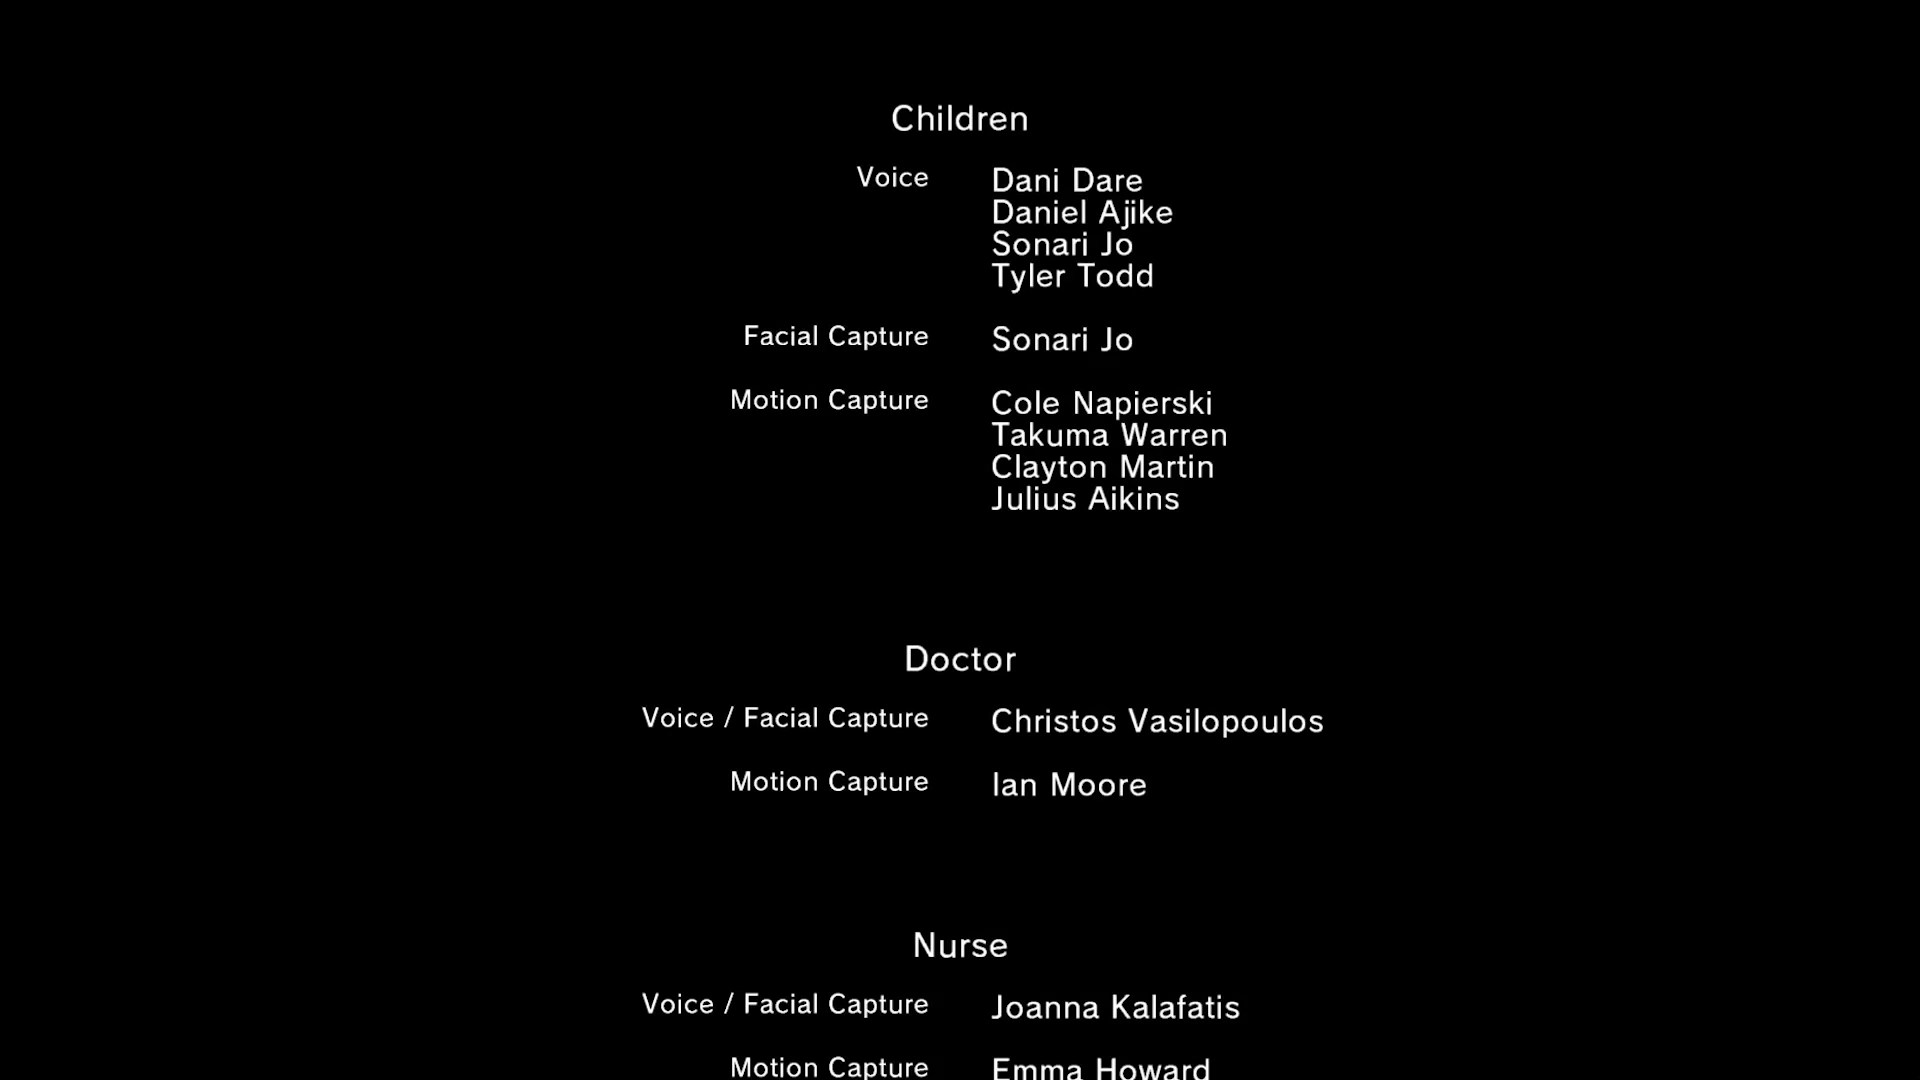 Children
Voice Dani Dare
Daniel Ajike
Sonari Jo
Tyler Todd
Facial Capture Sonari Jo
Motion Capture Cole Napierski
Takuma Warren
Clayton Martin
Julius Aikins
Doctor
Voice / Facial Capture Christos Vasilopoulos
Motion Capture Ian Moore
Nurse
Voice / Facial Capture Joanna Kalafatis
Motion Capture Emma Howard